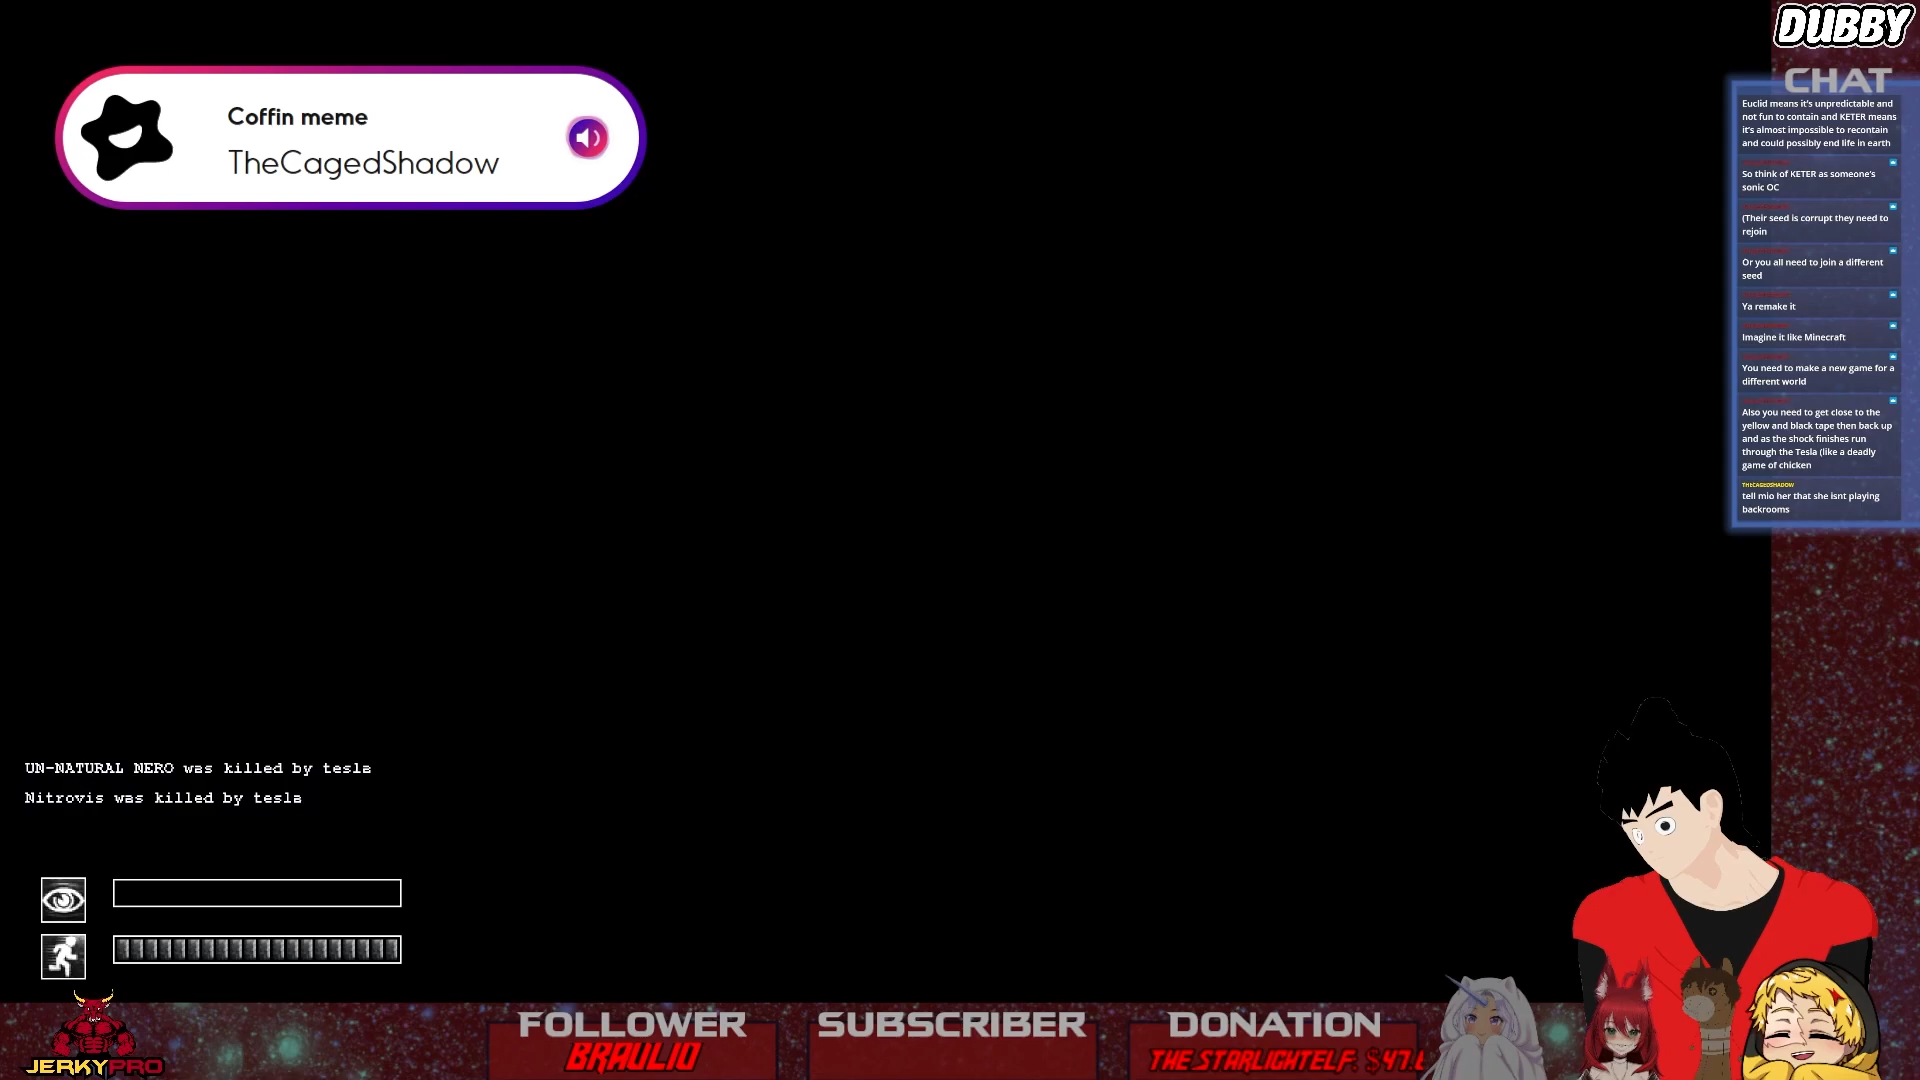 DUBBY
CHAT
Coffin meme
TheCagedShadow
Euclid means it's unpredictable and
not fun to contain and KETER means
it's almost impossible to recontain
and could possibly end life in earth
So think of KETER as someone's
sonic OC
(Their seed is corrupt they need to
rejoin
Or you all need to join a different
seed
Ya remake it
Imagine it like Minecraft
You need to make a new game for a
different world
Also you need to get close to the
yellow and black tape then back up
and as the shock finishes run
through the Tesla (like a deadly
game of chicken
THECAGEDSHADOW
tell mio her that she isnt playing
backrooms
UN-NATURAL NERO was killed by tesla
Nitrovis was killed by tesla
JERKYPRO
FOLLOWER
BRAULIO
SUBSCRIBER
DONATION
THE STARLIGHTELF: $47.